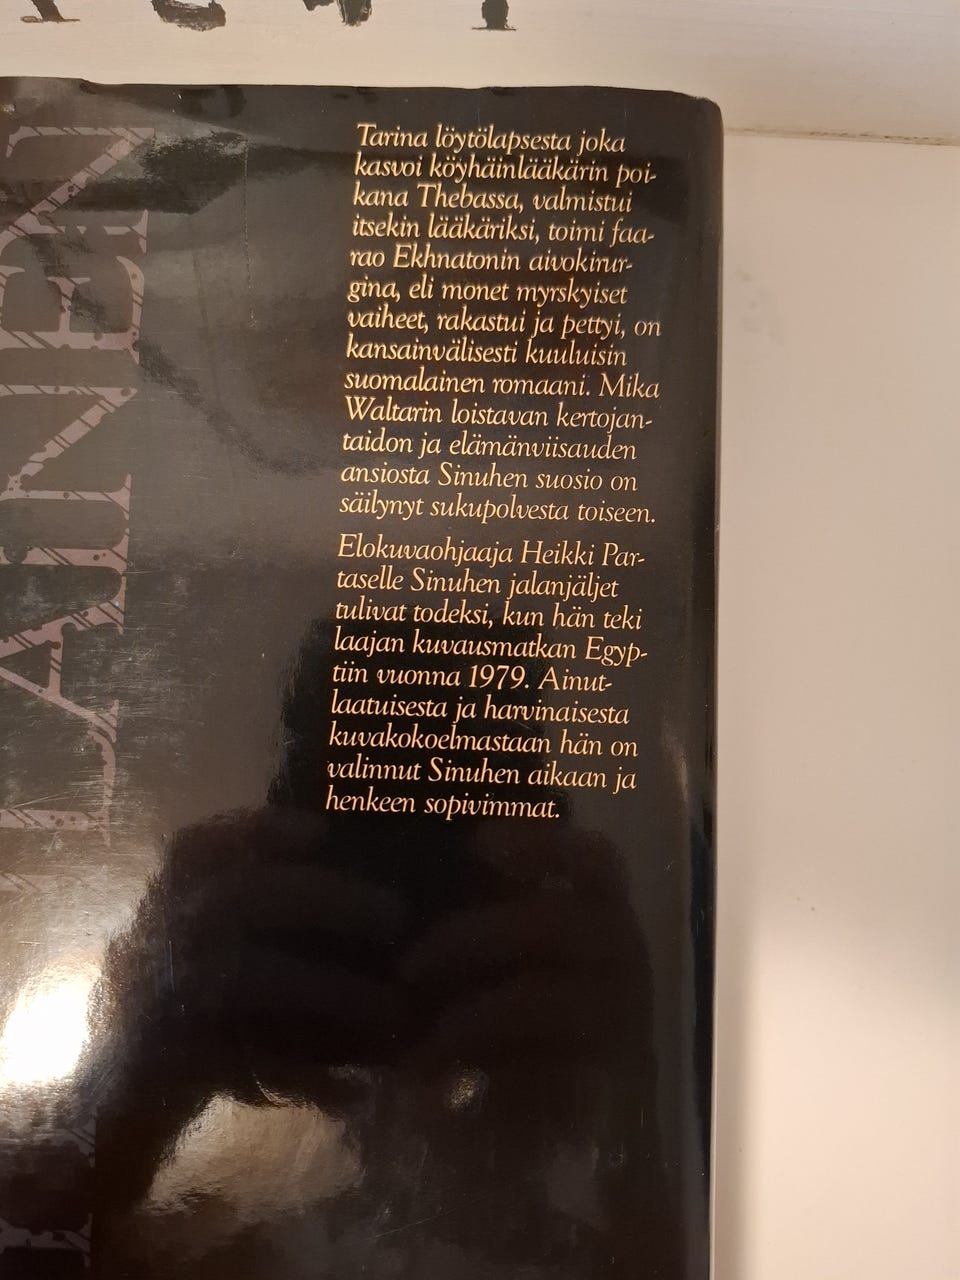 Tarina löytölapsesta joka
kasvoi köyhäinlääkärin poi-
kana Thebassa, valmistui
itsekin lääkäriksi, toimi faa-
rao Ekhnatonin aivokirur-
gina, eli monet myrskyiset
vaiheet, rakastui ja pettyi, on
kansainvälisesti kuuluisin
suomalainen romaani. Mika
Waltarin loistavan kertojan-
taidon ja elämänviisauden
ansiosta Sinuhen suosio on
säilynyt sukupolvesta toiseen.
Elokuvaohjaaja Heikki Par-
taselle Sinuhen jalanjäljet
tulivat todeksi, kun hän teki
laajan kuvausmatkan Egyp-
tiin vuonna 1979. Ainut-
laatuisesta ja harvinaisesta
kuvakokoelmastaan hän on
valinnut Sinuhen aikaan ja
henkeen sopivimmat.
LAINEN